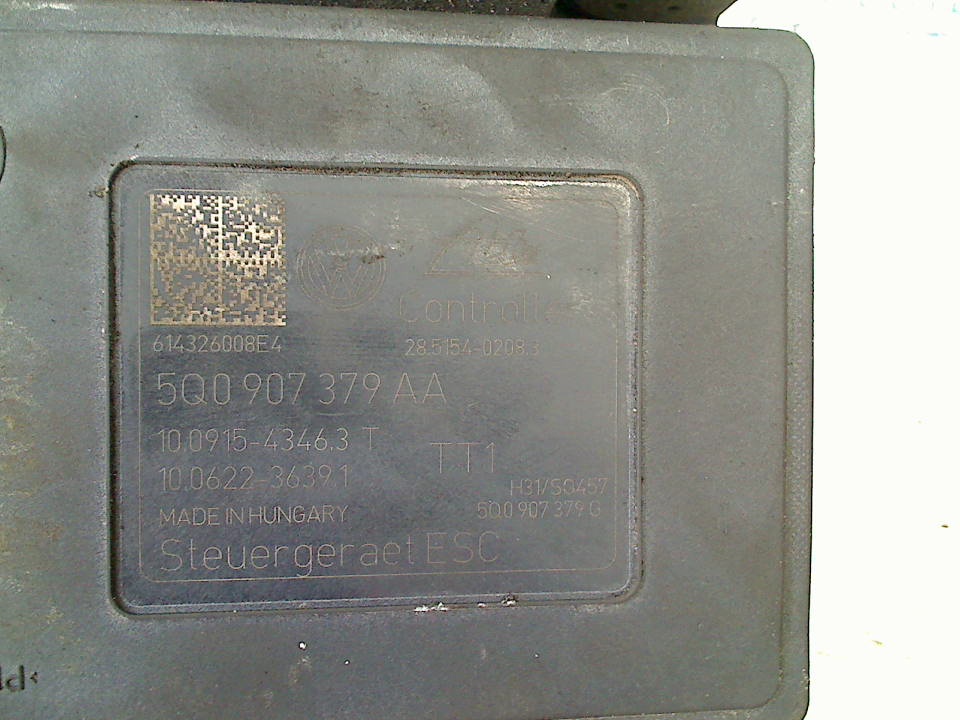 Controller
614326008E4 28.5154-0208.3
5Q0 907 379 AA
10.0915-4346.3 T
TT1
10.0622-3639.1
H31/SQ457
MADE IN HUNGARY 5Q0 907 379 G
Steuergeraet ESC